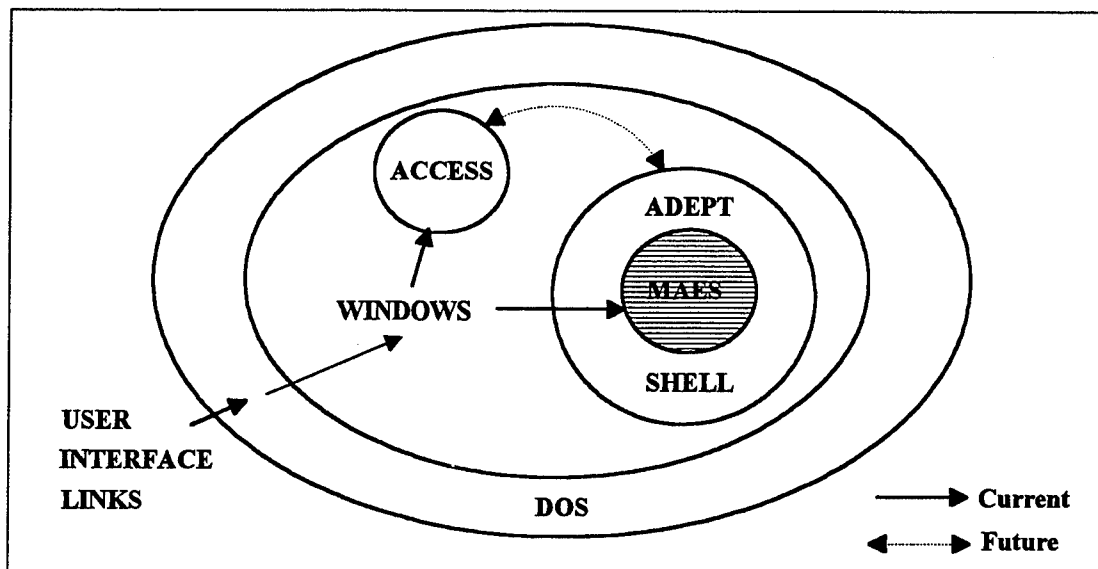 ACCESS
ADEPT
MAES
WINDOWS
SHELL
USER
INTERFACE
LINKS
DOS
Current
Future